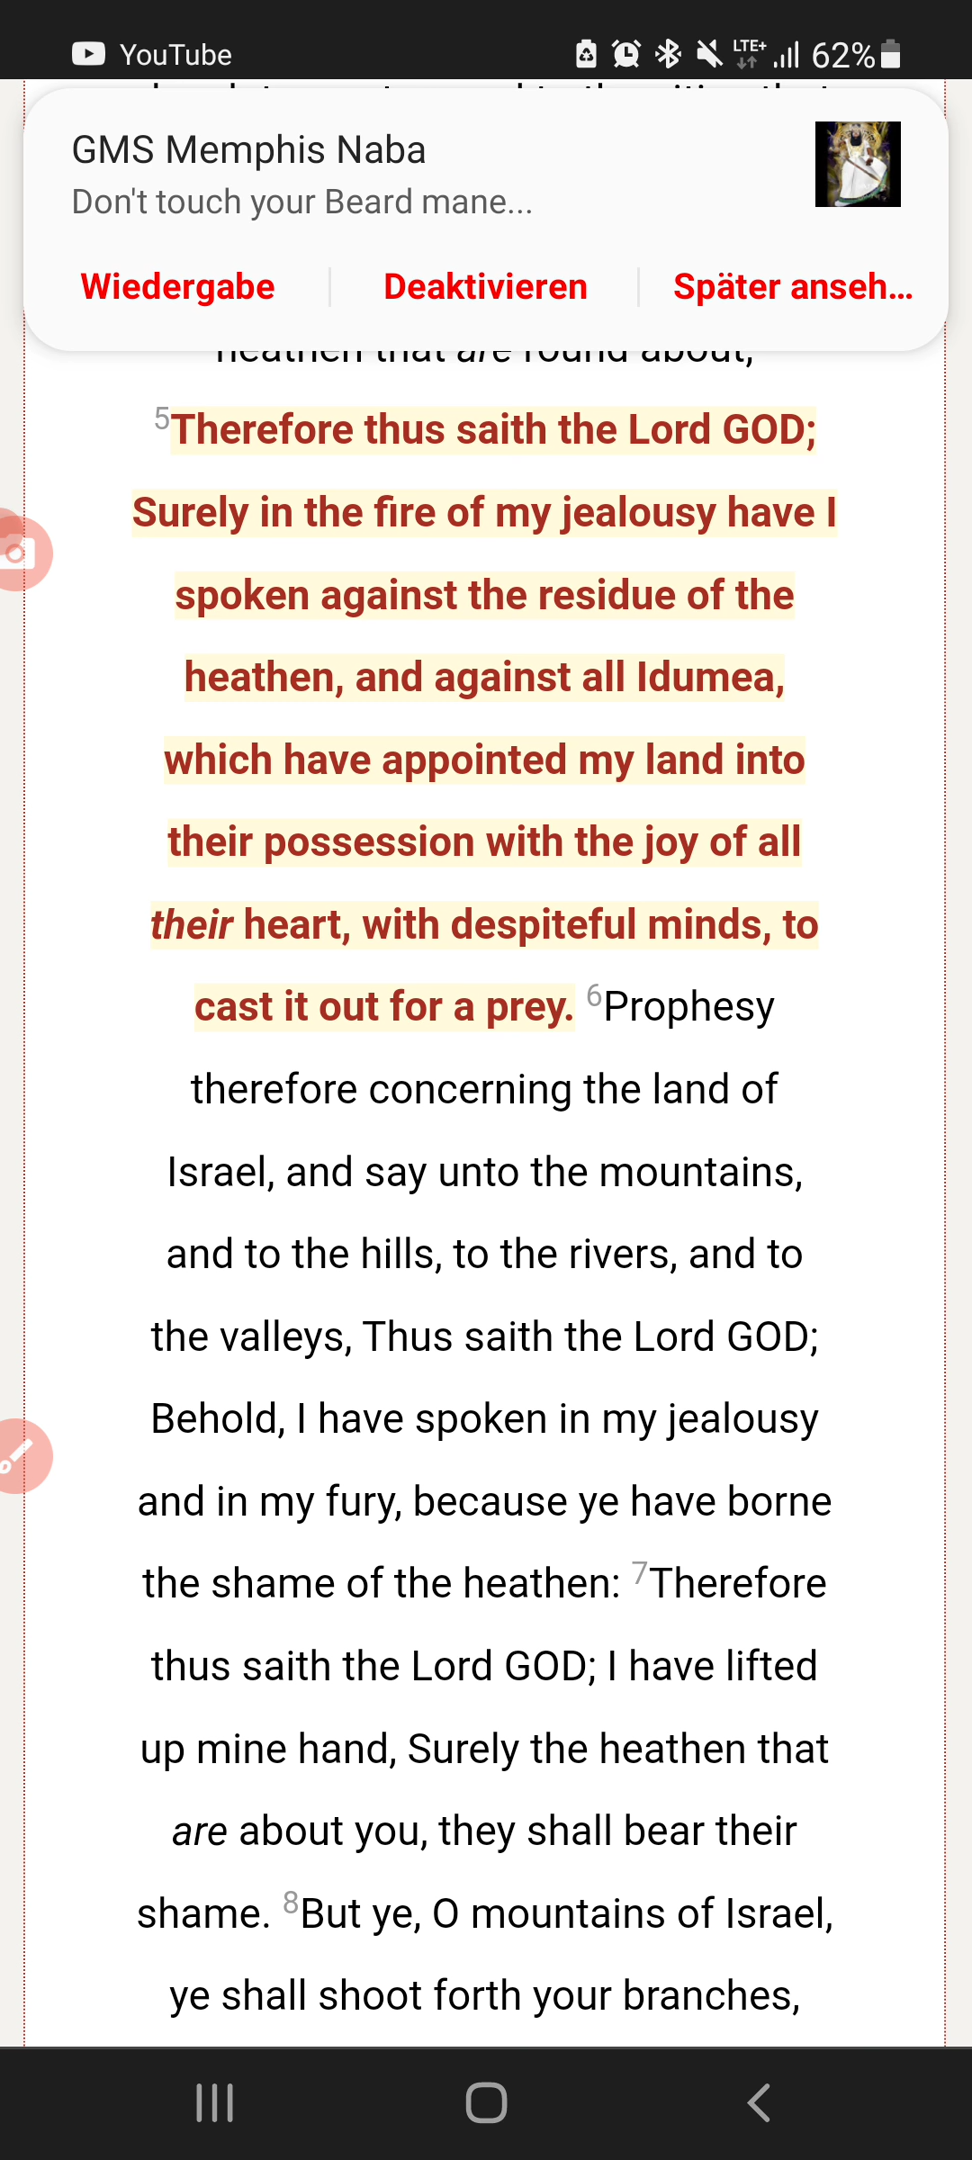 YouTube
LTE+
62%
GMS Memphis Naba
Don't touch your Beard mane...
Wiedergabe
Deaktivieren
Später anseh...
heathen that are round about,
5Therefore thus saith the Lord GOD;
Surely in the fire of my jealousy have I
spoken against the residue of the
heathen, and against all Idumea,
which have appointed my land into
their possession with the joy of all
their heart, with despiteful minds, to
cast it out for a prey. 6Prophesy
therefore concerning the land of
Israel, and say unto the mountains,
and to the hills, to the rivers, and to
the valleys, Thus saith the Lord GOD;
Behold, I have spoken in my jealousy
and in my fury, because ye have borne
the shame of the heathen: 7Therefore
thus saith the Lord GOD; I have lifted
up mine hand, Surely the heathen that
are about you, they shall bear their
shame. 8But ye, O mountains of Israel,
ye shall shoot forth your branches,